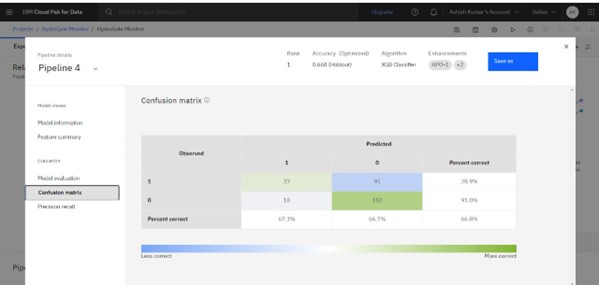 IBM Cloud Pak for Data
Upgrade
Ashish Kumar's Account
Dallas
Projects / HydroSafe Monitor / HydroSafe Monitor
Pipeline details
Pipeline 4
Rank
1
Accuracy (Optimized)
0.668 (Holdout)
Algorithm
XGB Classifier
Enhancements
HPO-1 +2
Save as
Model viewer
Model information
Feature summary
Evaluation
Model evaluation
Confusion matrix
Precision recall
Confusion matrix
Observed
Predicted
1 0 Percent correct
1 37 91 28.9%
0 18 182 91.0%
Percent correct 67.3% 66.7% 66.8%
Less correct More correct